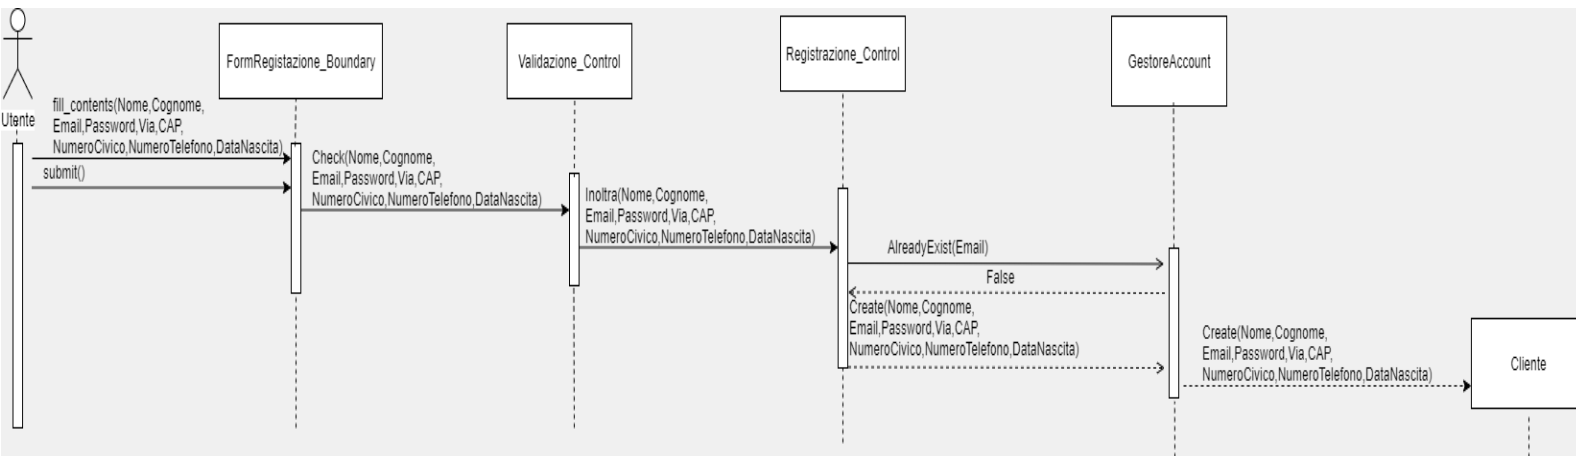 FormRegistazione_Boundary
Validazione_Control
Registrazione_Control
GestoreAccount
Utente
fill_contents(Nome,Cognome,
Email,Password,Via,CAP,
NumeroCivico,NumeroTelefono,DataNascita)
submit()
Check(Nome,Cognome,
Email,Password,Via,CAP,
NumeroCivico,NumeroTelefono,DataNascita)
Inoltra(Nome,Cognome,
Email,Password,Via,CAP,
NumeroCivico,NumeroTelefono,DataNascita)
AlreadyExist(Email)
False
Create(Nome,Cognome,
Email,Password,Via,CAP,
NumeroCivico,NumeroTelefono,DataNascita)
Create(Nome,Cognome,
Email,Password,Via,CAP,
NumeroCivico,NumeroTelefono,DataNascita)
Cliente